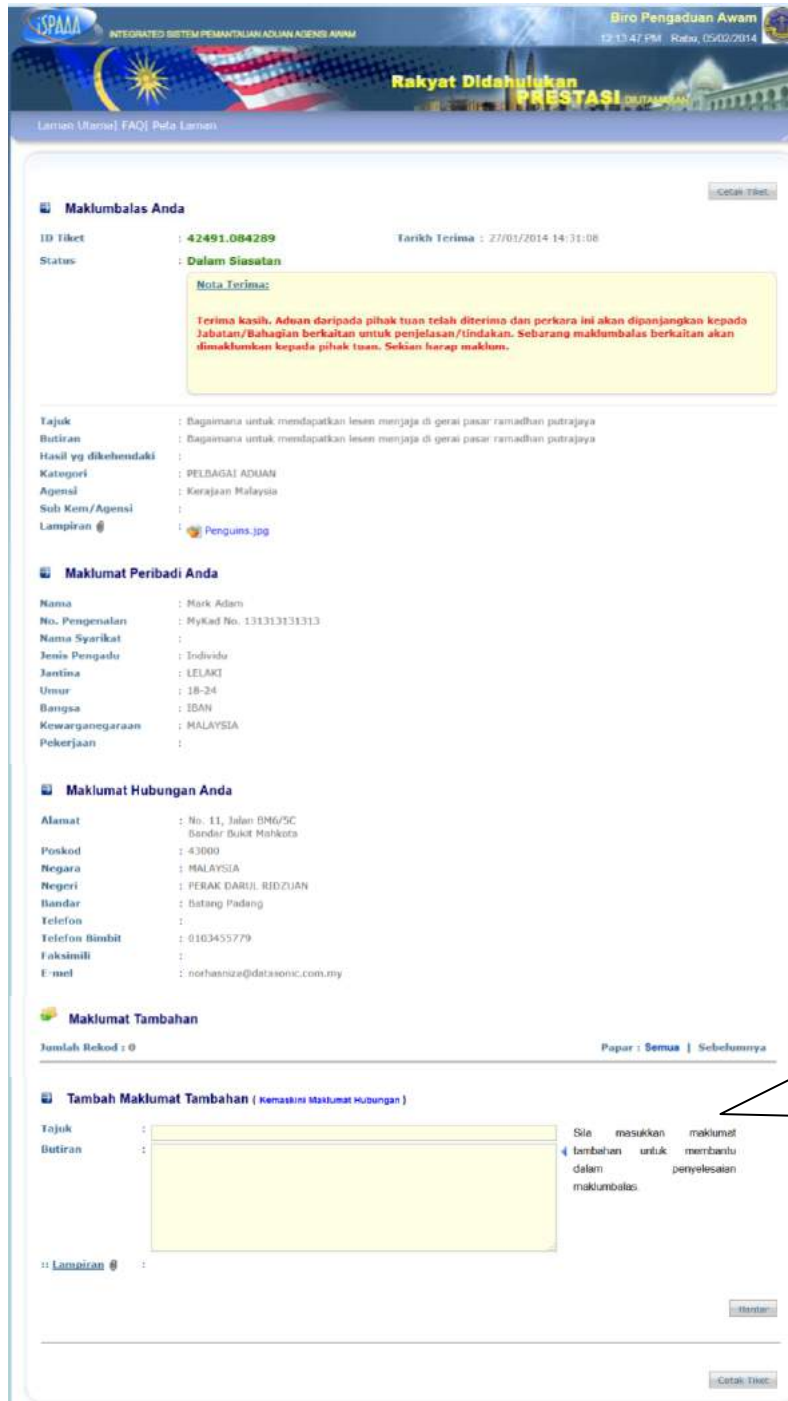 iSPAAA INTEGRATED SISTEM PEMANTAUAN ADUAN AGENSI AWAM
Biro Pengaduan Awam
12:13:47 PM Rabu, 05/02/2014
Rakyat Didahulukan
PRESTASI DIUTAMAKAN
Laman Utama| FAQ| Peta Laman
Cetak Tiket
Maklumbalas Anda
ID Tiket : 42491.084289 Tarikh Terima : 27/01/2014 14:31:08
Status : Dalam Siasatan
Nota Terima:
Terima kasih. Aduan daripada pihak tuan telah diterima dan perkara ini akan dipanjangkan kepada
Jabatan/Bahagian berkaitan untuk penjelasan/tindakan. Sebarang maklumbalas berkaitan akan
dimaklumkan kepada pihak tuan. Sekian harap maklum.
Tajuk : Bagaimana untuk mendapatkan lesen menjaja di gerai pasar ramadhan putrajaya
Butiran : Bagaimana untuk mendapatkan lesen menjaja di gerai pasar ramadhan putrajaya
Hasil yg dikehendaki :
Kategori : PELBAGAI ADUAN
Agensi : Kerajaan Malaysia
Sub Kem/Agensi :
Lampiran : Penguins.jpg
Maklumat Peribadi Anda
Nama : Mark Adam
No. Pengenalan : MyKad No. 131313131313
Nama Syarikat :
Jenis Pengadu : Individu
Jantina : LELAKI
Umur : 18-24
Bangsa : IBAN
Kewarganegaraan : MALAYSIA
Pekerjaan :
Maklumat Hubungan Anda
Alamat : No. 11, Jalan BM6/5C
Bandar Bukit Mahkota
Poskod : 43000
Negara : MALAYSIA
Negeri : PERAK DARUL RIDZUAN
Bandar : Batang Padang
Telefon :
Telefon Bimbit : 0103455779
Faksimili :
E-mel : norhasniza@datasonic.com.my
Maklumat Tambahan
Jumlah Rekod : 0 Papar : Semua | Sebelumnya
Tambah Maklumat Tambahan ( Kemaskini Maklumat Hubungan )
Tajuk :
Butiran :
Sila masukkan maklumat
tambahan untuk membantu
dalam penyelesaian
maklumbalas.
:: Lampiran :
Hantar
Cetak Tiket